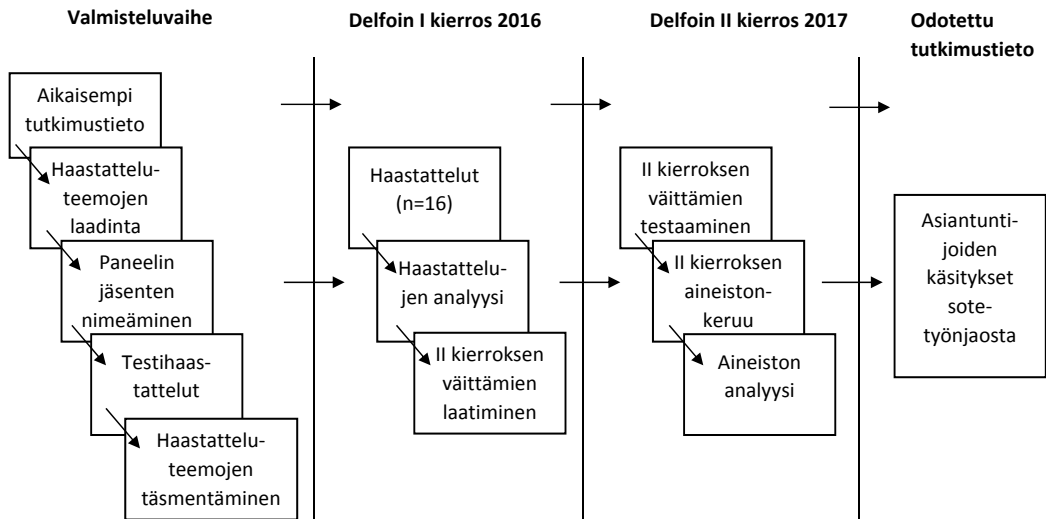 Valmisteluvaihe
Aikaisempi
tutkimustieto
Haastattelu-
teemojen
laadinta
Paneelin
jäsenten
nimeäminen
Testihaas-
tattelut
Haastattelu-
teemojen
täsmentäminen
Delfoin I kierros 2016
Haastattelut
(n=16)
Haastattelu-
jen analyysi
II kierroksen
väittämien
laatiminen
Delfoin II kierros 2017
II kierroksen
väittämien
testaaminen
II kierroksen
aineiston-
keruu
Aineiston
analyysi
Odotettu
tutkimustieto
Asiantunti-
joiden
käsitykset
sote-
työnjaosta